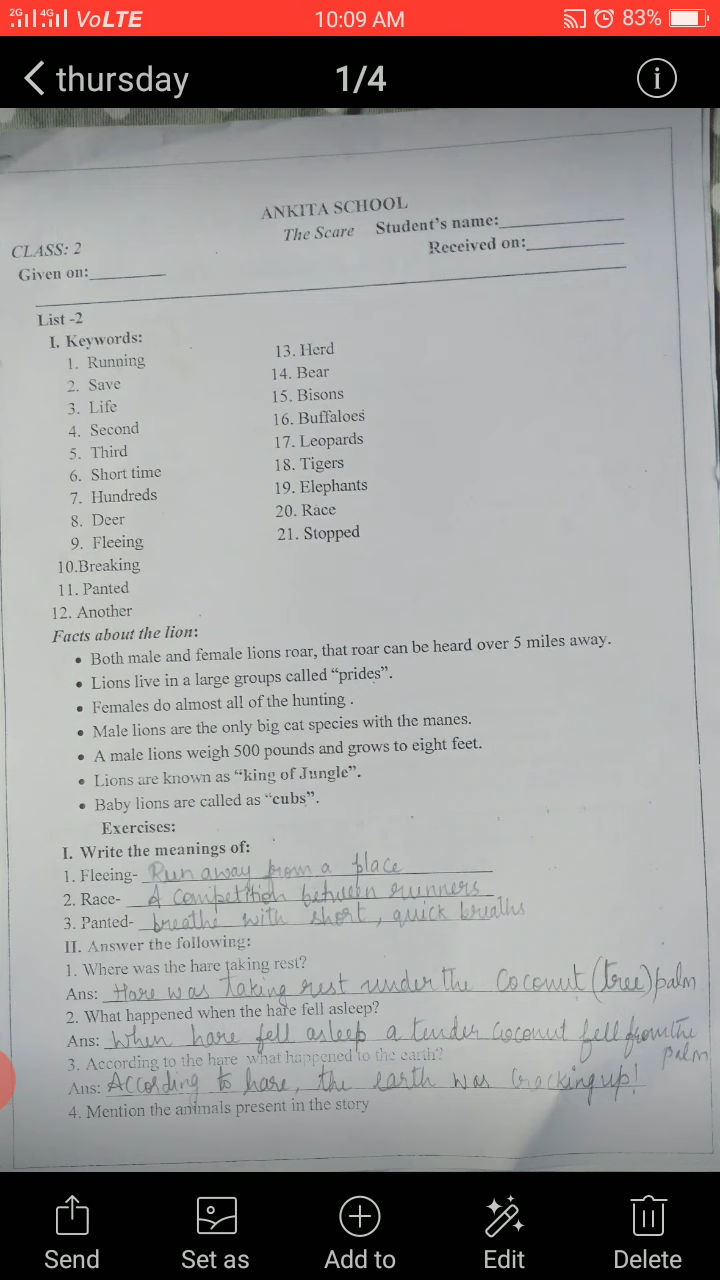 2G 4G VoLTE 10:09 AM 83%
thursday 1/4
ANKITA SCHOOL
CLASS: 2 The Scare Student's name:
Given on: Received on:
List -2
I. Keywords:
1. Running
2. Save
3. Life
4. Second
5. Third
6. Short time
7. Hundreds
8. Deer
9. Fleeing
10.Breaking
11. Panted
12. Another
13. Herd
14. Bear
15. Bisons
16. Buffaloes
17. Leopards
18. Tigers
19. Elephants
20. Race
21. Stopped
Facts about the lion:
• Both male and female lions roar, that roar can be heard over 5 miles away.
• Lions live in a large groups called “prides”.
• Females do almost all of the hunting .
• Male lions are the only big cat species with the manes.
• A male lions weigh 500 pounds and grows to eight feet.
• Lions are known as “king of Jungle”.
• Baby lions are called as “cubs”.
Exercises:
I. Write the meanings of:
1. Fleeing- Run away from a place
2. Race- A competition between runners
3. Panted- breathe with short, quick breaths
II. Answer the following:
1. Where was the hare taking rest?
Ans: Hare was taking rest under the Coconut (tree) palm
2. What happened when the hare fell asleep?
Ans: When hare fell asleep a tender coconut fell from the
palm
3. According to the hare what happened to the earth?
Ans: According to hare, the earth was cracking up!
4. Mention the animals present in the story
Send Set as Add to Edit Delete